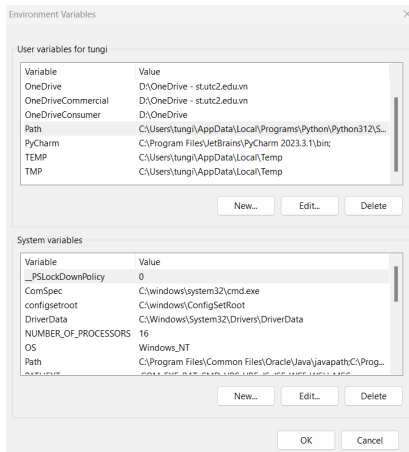 Environment Variables
User variables for tungi
Variable Value
OneDrive D:\OneDrive - st.utc2.edu.vn
OneDriveCommercial D:\OneDrive - st.utc2.edu.vn
OneDriveConsumer D:\OneDrive
Path C:\Users\tungi\AppData\Local\Programs\Python\Python312\S...
PyCharm C:\Program Files\JetBrains\PyCharm 2023.3.1\bin;
TEMP C:\Users\tungi\AppData\Local\Temp
TMP C:\Users\tungi\AppData\Local\Temp
New... Edit... Delete
System variables
Variable Value
__PSLockDownPolicy 0
ComSpec C:\windows\system32\cmd.exe
configsetroot C:\windows\ConfigSetRoot
DriverData C:\Windows\System32\Drivers\DriverData
NUMBER_OF_PROCESSORS 16
OS Windows_NT
Path C:\Program Files\Common Files\Oracle\Java\javapath;C:\Prog...
New... Edit... Delete
OK Cancel